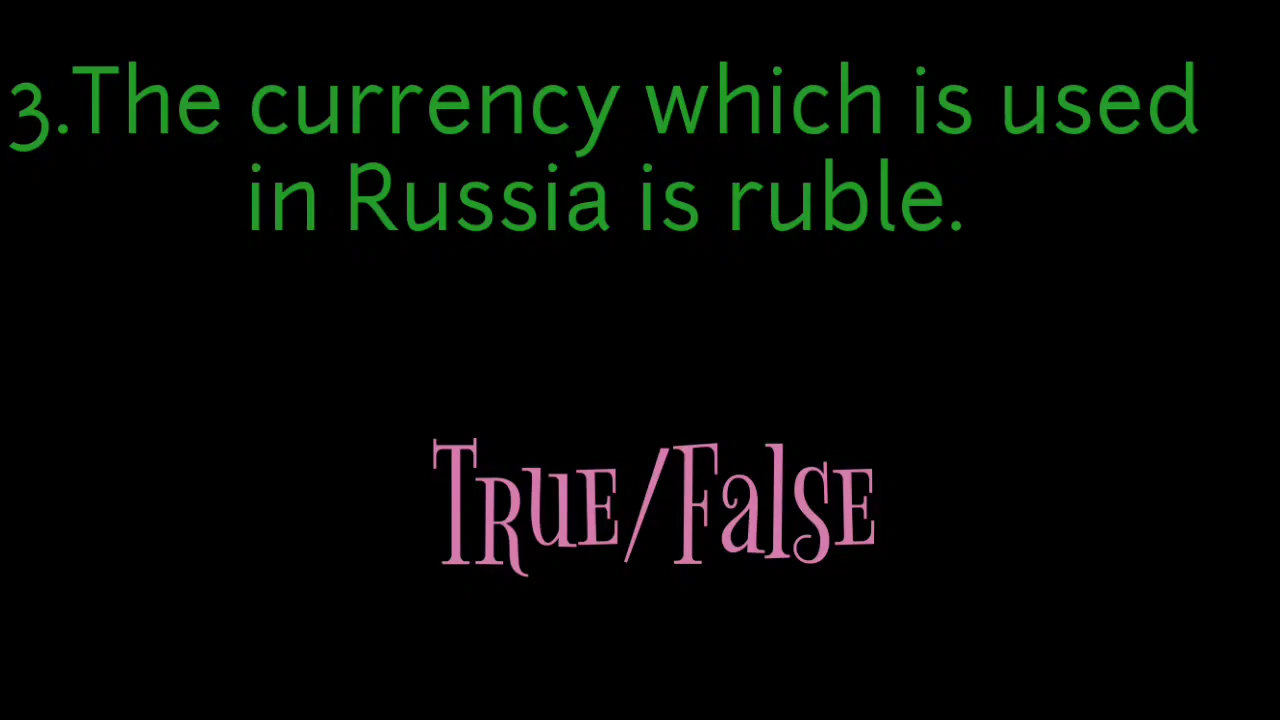 3.The currency which is used
in Russia is ruble.
True/False